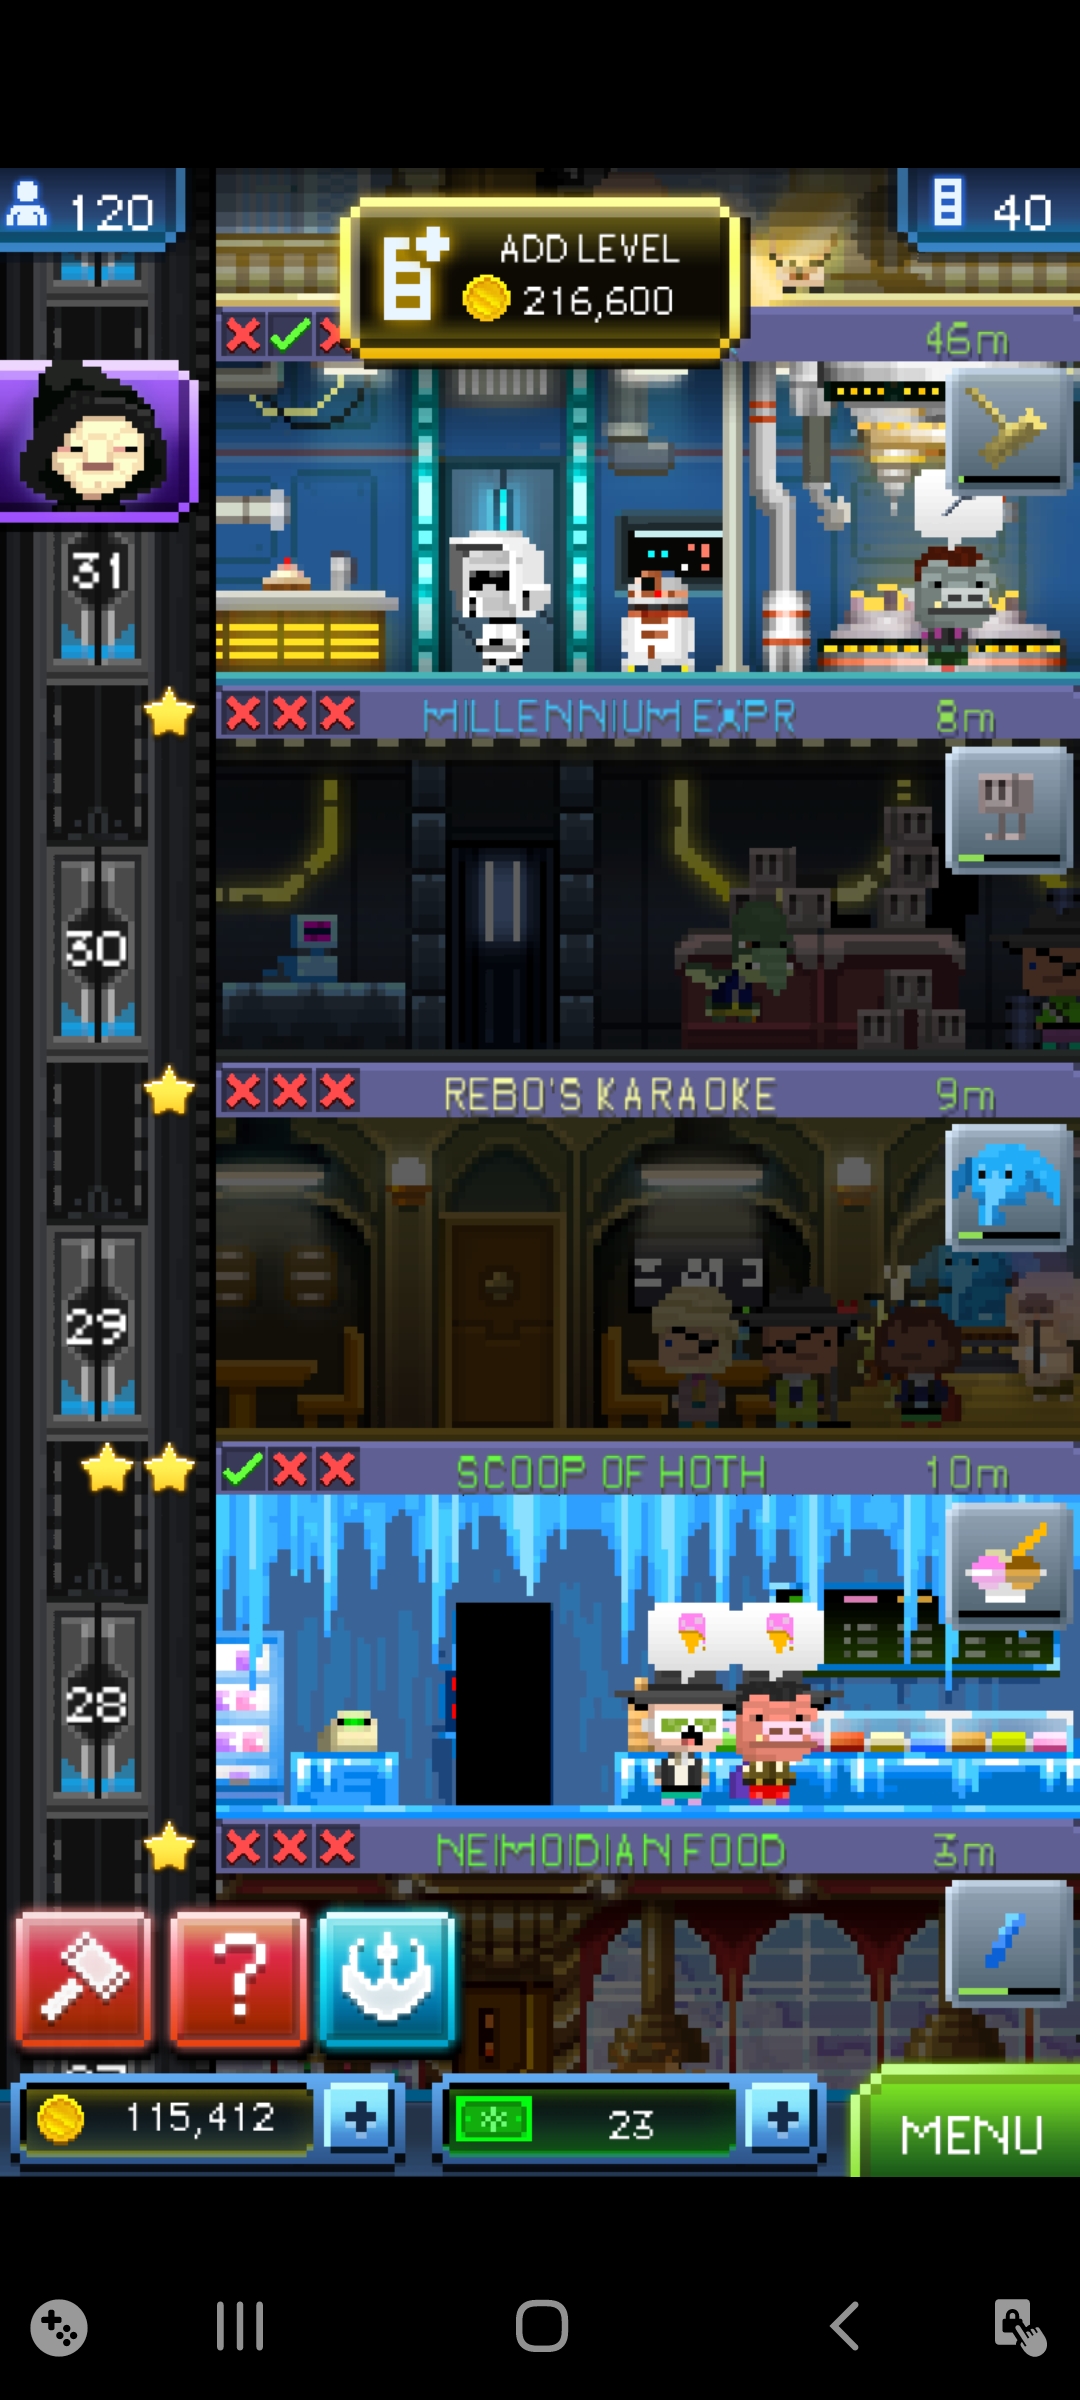 120
40
ADD LEVEL
216,600
46m
31
MILLENNIUM EXPR
8m
30
REBO'S KARAOKE
9m
29
SCOOP OF HOTH
10m
28
NEIMOIDIAN FOOD
3m
?
115,412
+
23
+
MENU